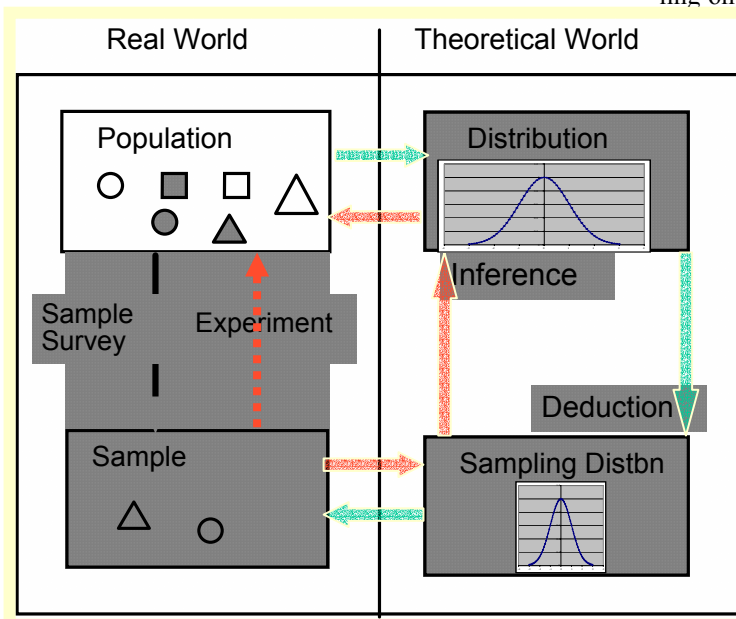 Real World
Theoretical World
Population
Distribution
Inference
Sample
Survey
Experiment
Deduction
Sample
Sampling Distbn